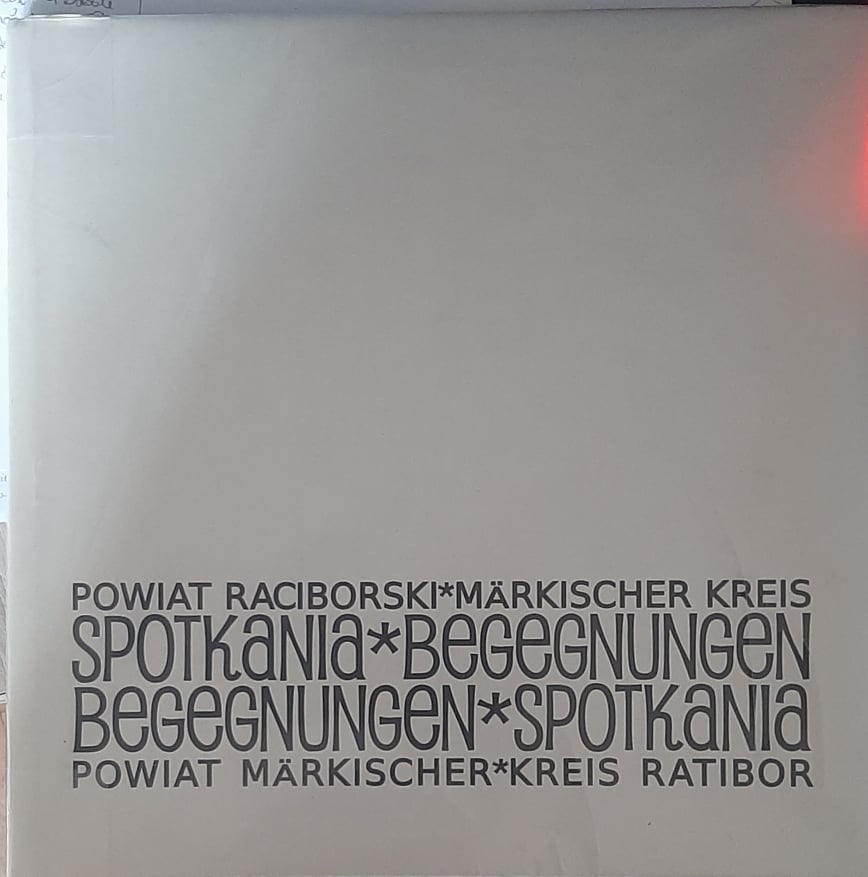 POWIAT RACIBORSKI*MÄRKISCHER KREIS
SPOTKaNIa*BeGeGNUNGeN
BeGeGNUNGeN*SPOTKaNIa
POWIAT MÄRKISCHER*KREIS RATIBOR